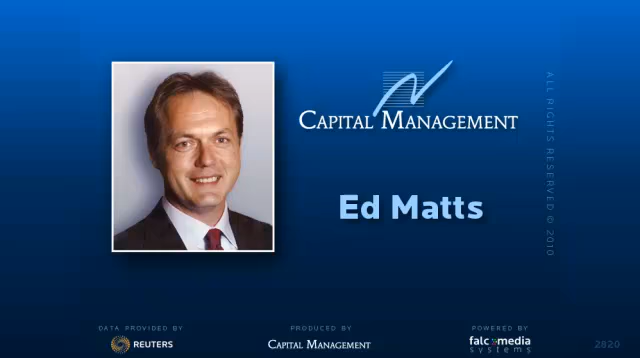 CAPITAL MANAGEMENT
Ed Matts
ALL RIGHTS RESERVED © 2010
DATA PROVIDED BY
REUTERS
PRODUCED BY
CAPITAL MANAGEMENT
POWERED BY
falc media
systems
2020